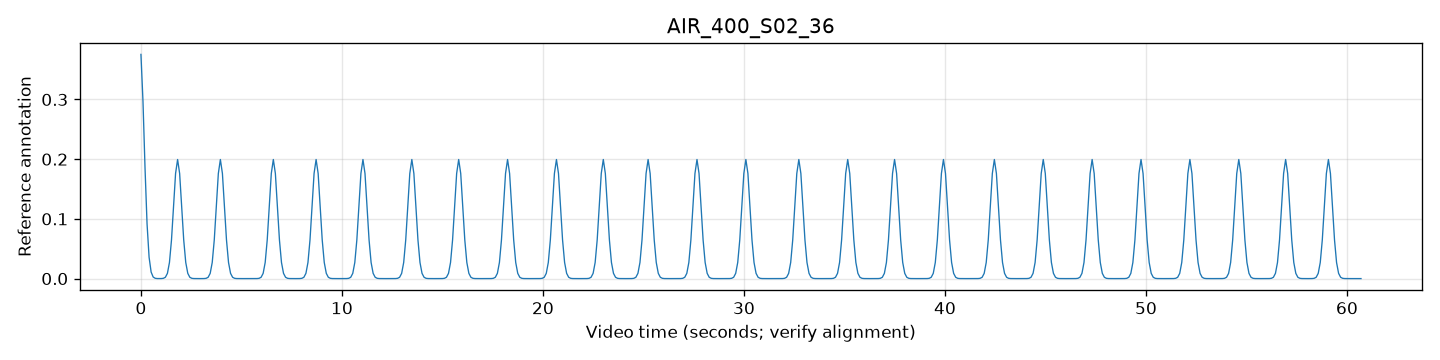 AIR_400_S02_36
Reference annotation
0.3
0.2
0.1
0.0
0 10 20 30 40 50 60
Video time (seconds; verify alignment)